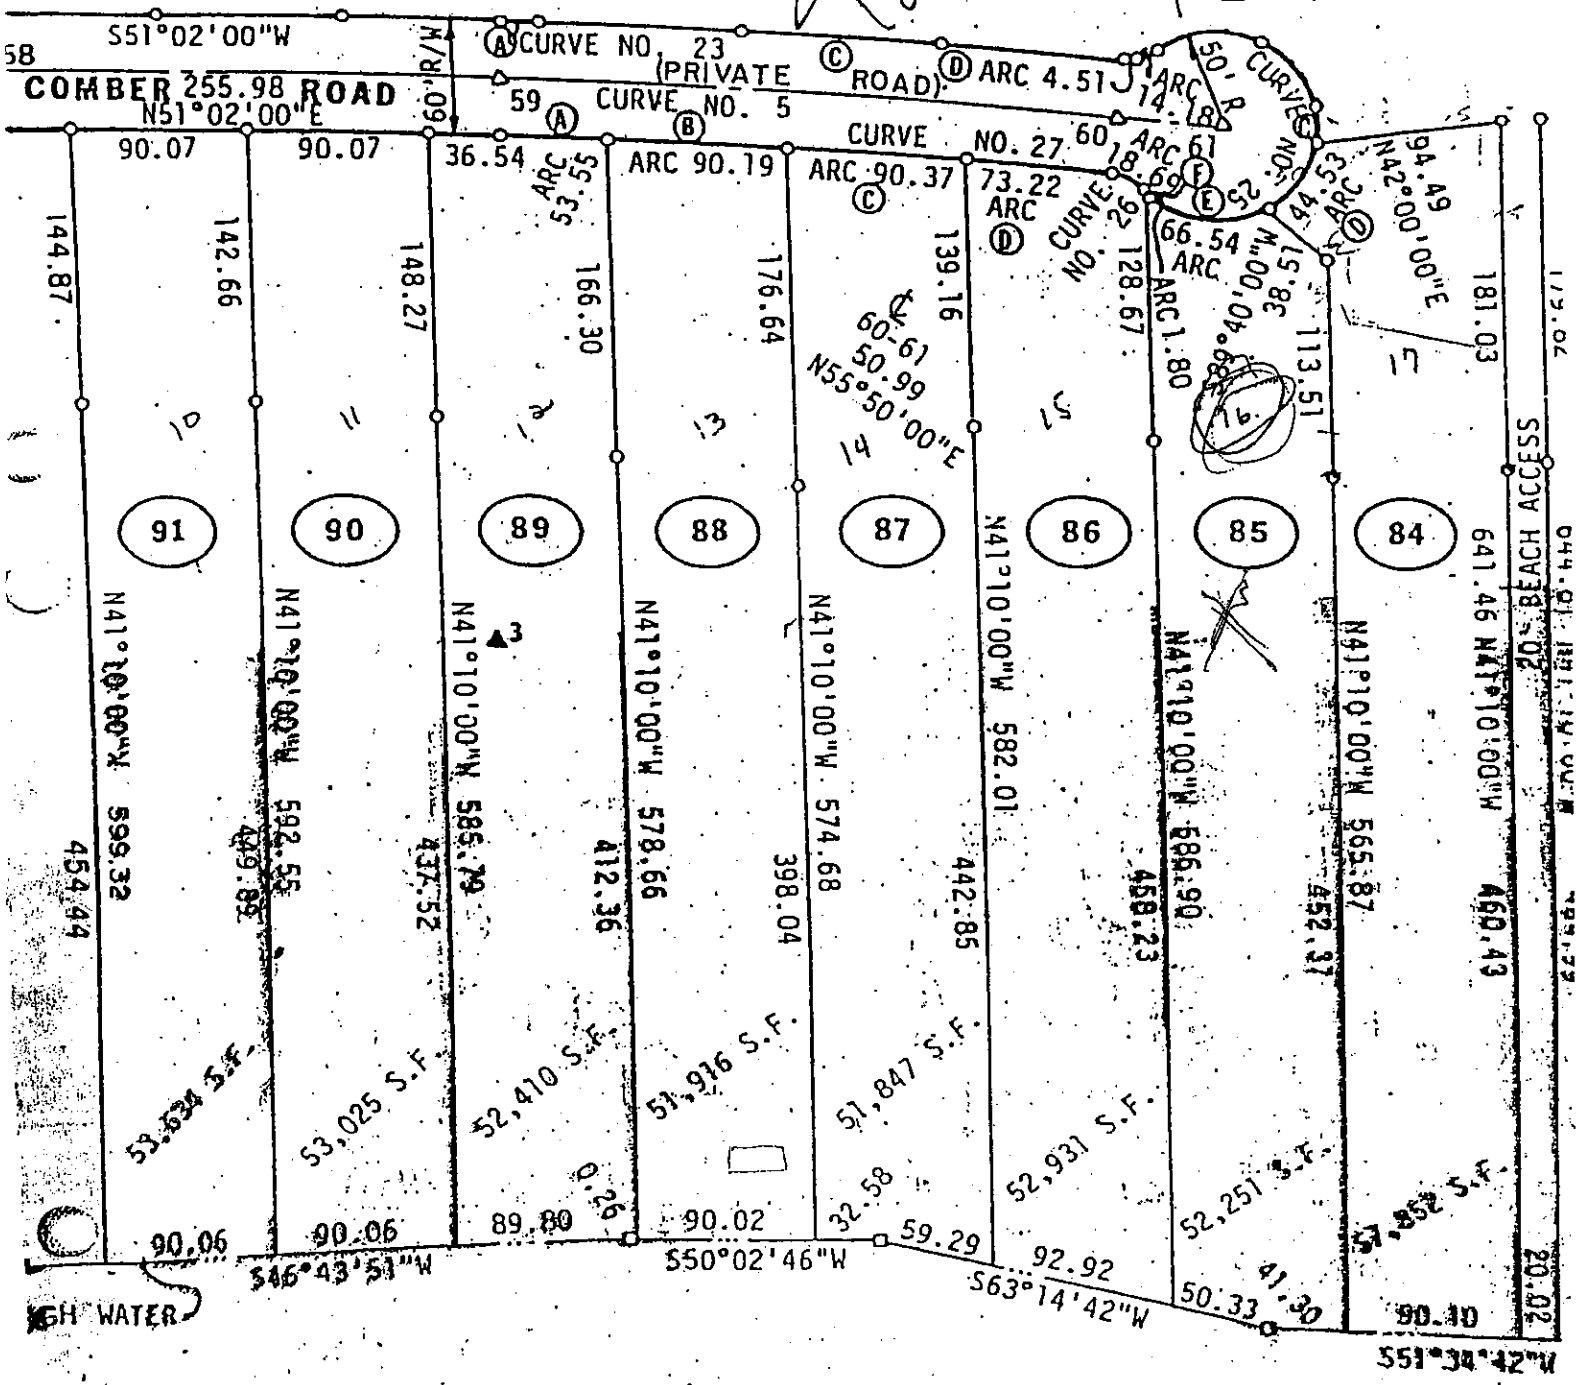 S51°02'00"W
58
COMBER 255.98 ROAD
N51°02'00"E
60' R/W
A CURVE NO. 23
(PRIVATE ROAD)
C
D ARC 4.51
ARC 14.18
50' R
CURVE NO. 25
59 A CURVE NO. 5
B
CURVE NO. 27
60
61
ARC 18.69
F
E
90.07
90.07
36.54
ARC 53.55
ARC 90.19
ARC 90.37
C
73.22
ARC
D
CURVE NO. 26
66.54
ARC
ARC 1.80
44.53
ARC
94.49
N42°00'00"E
40'00"W
38.51
144.87
142.66
148.27
166.30
176.64
139.16
128.67
113.51
181.03
60-61
50.99
N55°50'00"E
10
11
12
13
14
15
16.
17
91
90
89
88
87
86
85
84
20' BEACH ACCESS
▲3
N41°10'00"W 599.32
N41°10'00"W 592.55
N41°10'00"W 585.79
N41°10'00"W 578.66
N41°10'00"W 574.68
N41°10'00"W 582.01
N41°10'00"W 586.90
N41°10'00"W 565.87
641.46 N41°10'00"W
454.44
449.89
437.52
412.36
398.04
442.85
458.23
452.37
460.43
53,634 S.F.
53,025 S.F.
52,410 S.F.
51,916 S.F.
51,847 S.F.
52,931 S.F.
52,251 S.F.
57,852 S.F.
90.06
90.06
89.80
0.26
90.02
32.58
59.29
92.92
50.33
41.30
90.10
20.02
S46°43'51"W
S50°02'46"W
S63°14'42"W
S51°34'42"W
GH WATER